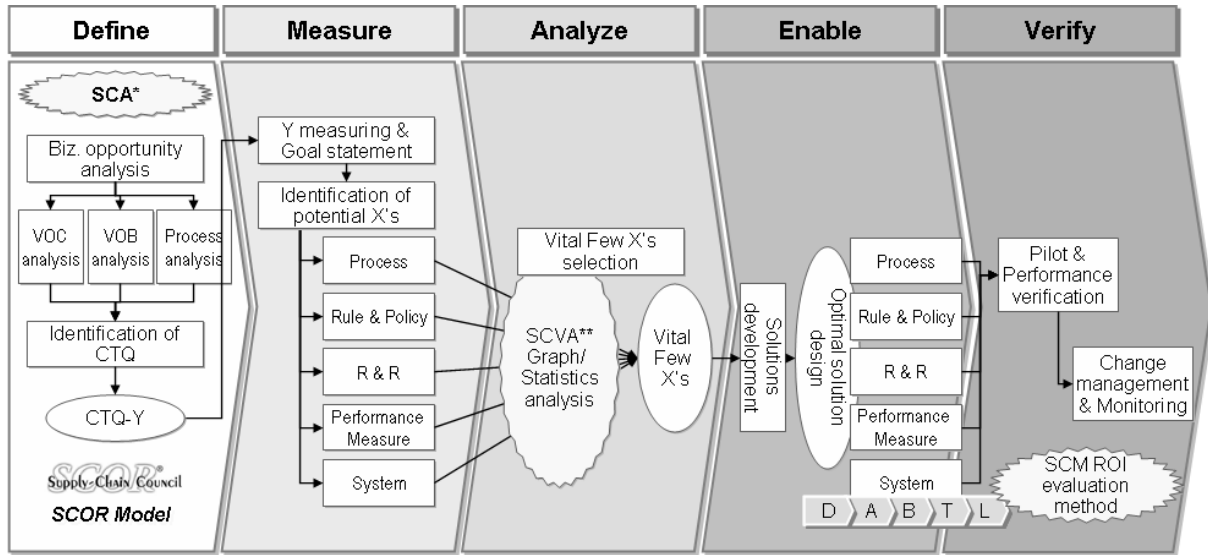 Define
Measure
Analyze
Enable
Verify
SCA*
Biz. opportunity
analysis
VOC
analysis
VOB
analysis
Process
analysis
Identification of
CTQ
CTQ-Y
SCOR®
Supply-Chain Council
SCOR Model
Y measuring &
Goal statement
Identification of
potential X's
Process
Rule & Policy
R & R
Performance
Measure
System
Vital Few X's
selection
SCVA**
Graph/
Statistics
analysis
Vital
Few
X's
Solutions
development
Optimal solution
design
Process
Rule & Policy
R & R
Performance
Measure
System
D A B T L
Pilot &
Performance
verification
Change
management
& Monitoring
SCM ROI
evaluation
method